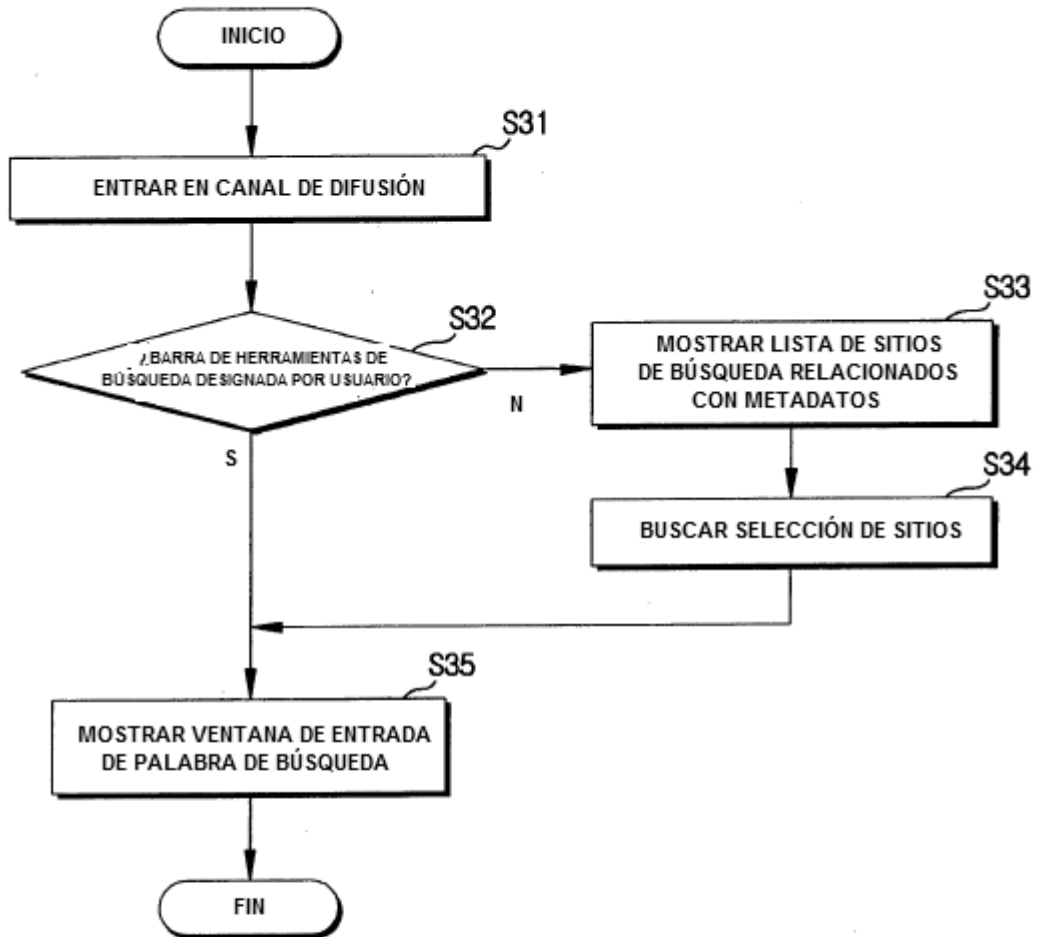 INICIO
S31
ENTRAR EN CANAL DE DIFUSIÓN
S32
¿BARRA DE HERRAMIENTAS DE
BÚSQUEDA DESIGNADA POR USUARIO?
N
S
S33
MOSTRAR LISTA DE SITIOS
DE BÚSQUEDA RELACIONADOS
CON METADATOS
S34
BUSCAR SELECCIÓN DE SITIOS
S35
MOSTRAR VENTANA DE ENTRADA
DE PALABRA DE BÚSQUEDA
FIN